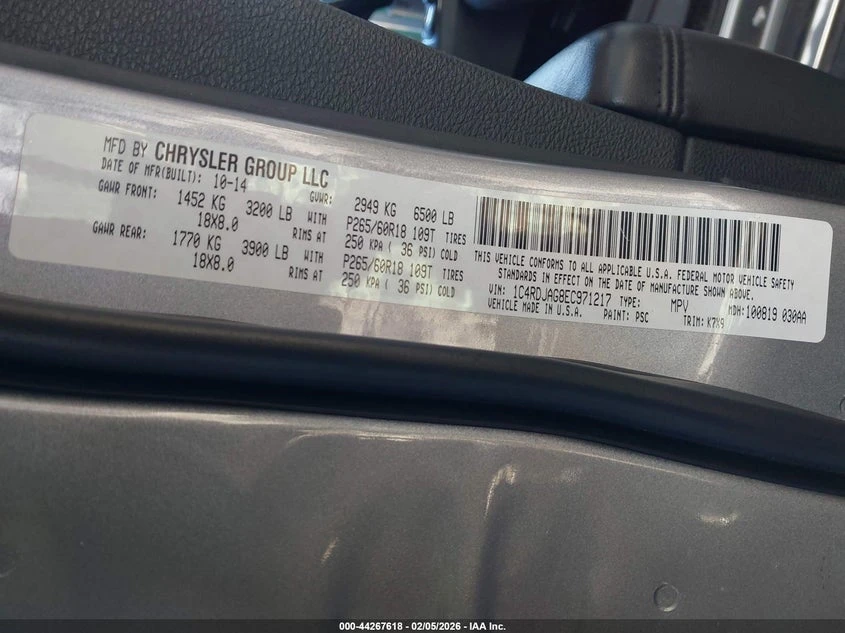 MFD BY CHRYSLER GROUP LLC
DATE OF MFR(BUILT): 10-14 GVWR: 2949 KG 6500 LB
GAWR FRONT: 1452 KG 3200 LB WITH P265/60R18 109T TIRES
18X8.0 RIMS AT 250 KPA ( 36 PSI) COLD
GAWR REAR: 1770 KG 3900 LB WITH P265/60R18 109T TIRES
18X8.0 RIMS AT 250 KPA ( 36 PSI) COLD
THIS VEHICLE CONFORMS TO ALL APPLICABLE U.S.A. FEDERAL MOTOR VEHICLE SAFETY
STANDARDS IN EFFECT ON THE DATE OF MANUFACTURE SHOWN ABOVE.
VIN: 1C4RDJAG8EC971217 TYPE: MPV MDH: 100819 030AA
VEHICLE MADE IN U.S.A. PAINT: PSC TRIM: K7X9
000-44267618 - 02/05/2026 - IAA Inc.